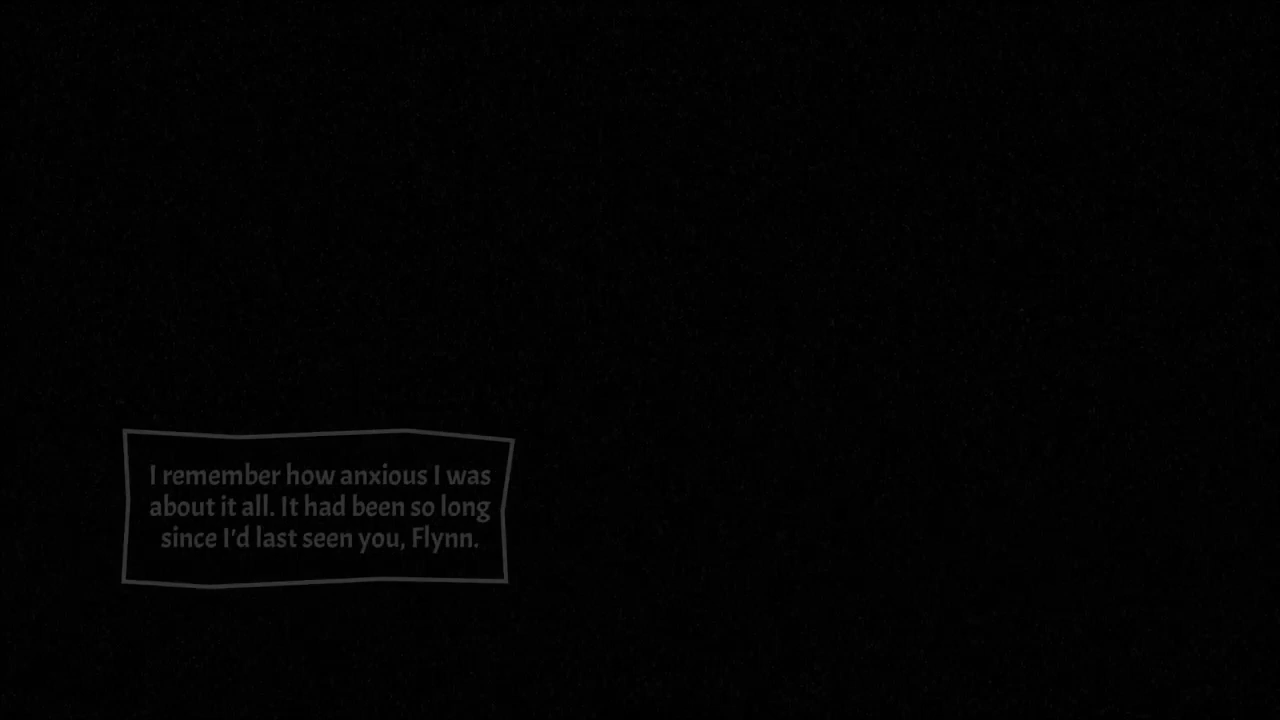 I remember how anxious I was
about it all. It had been so long
since I'd last seen you, Flynn.